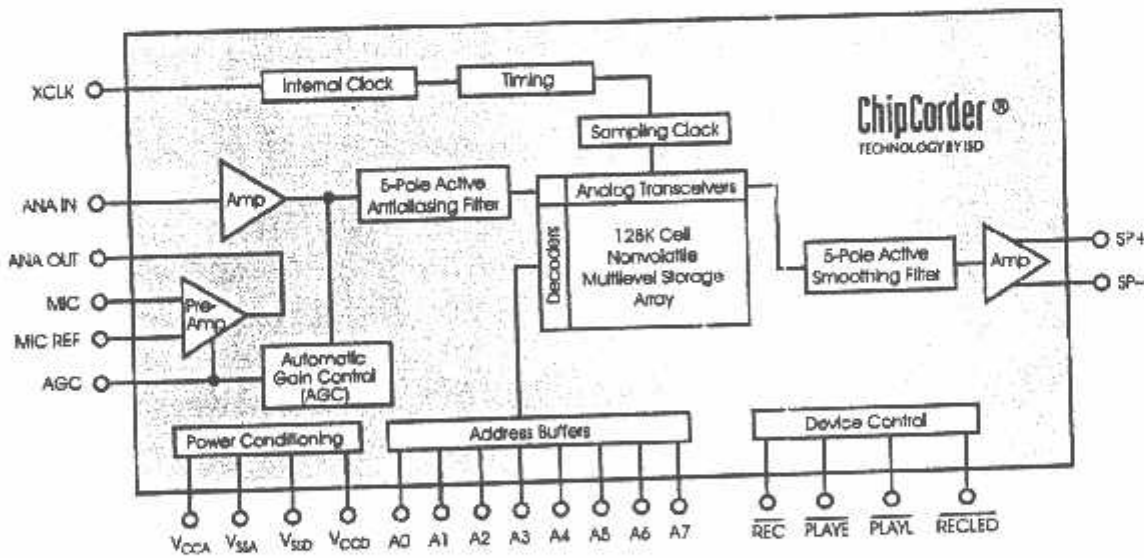 XCLK
Internal Clock
Timing
Sampling Clock
ChipCorder ®
TECHNOLOGY BY ISD
ANA IN
Amp
5-Pole Active
Antialiasing Filter
Analog Transceivers
Decoders
128K Cell
Nonvolatile
Multilevel Storage
Array
ANA OUT
MIC
Pre-
Amp
MIC REF
AGC
Automatic
Gain Control
(AGC)
5-Pole Active
Smoothing Filter
Amp
SP+
SP-
Power Conditioning
Address Buffers
Device Control
VCCA VSSA VSSD VCCD A0 A1 A2 A3 A4 A5 A6 A7 REC PLAYE PLAYL RECLED